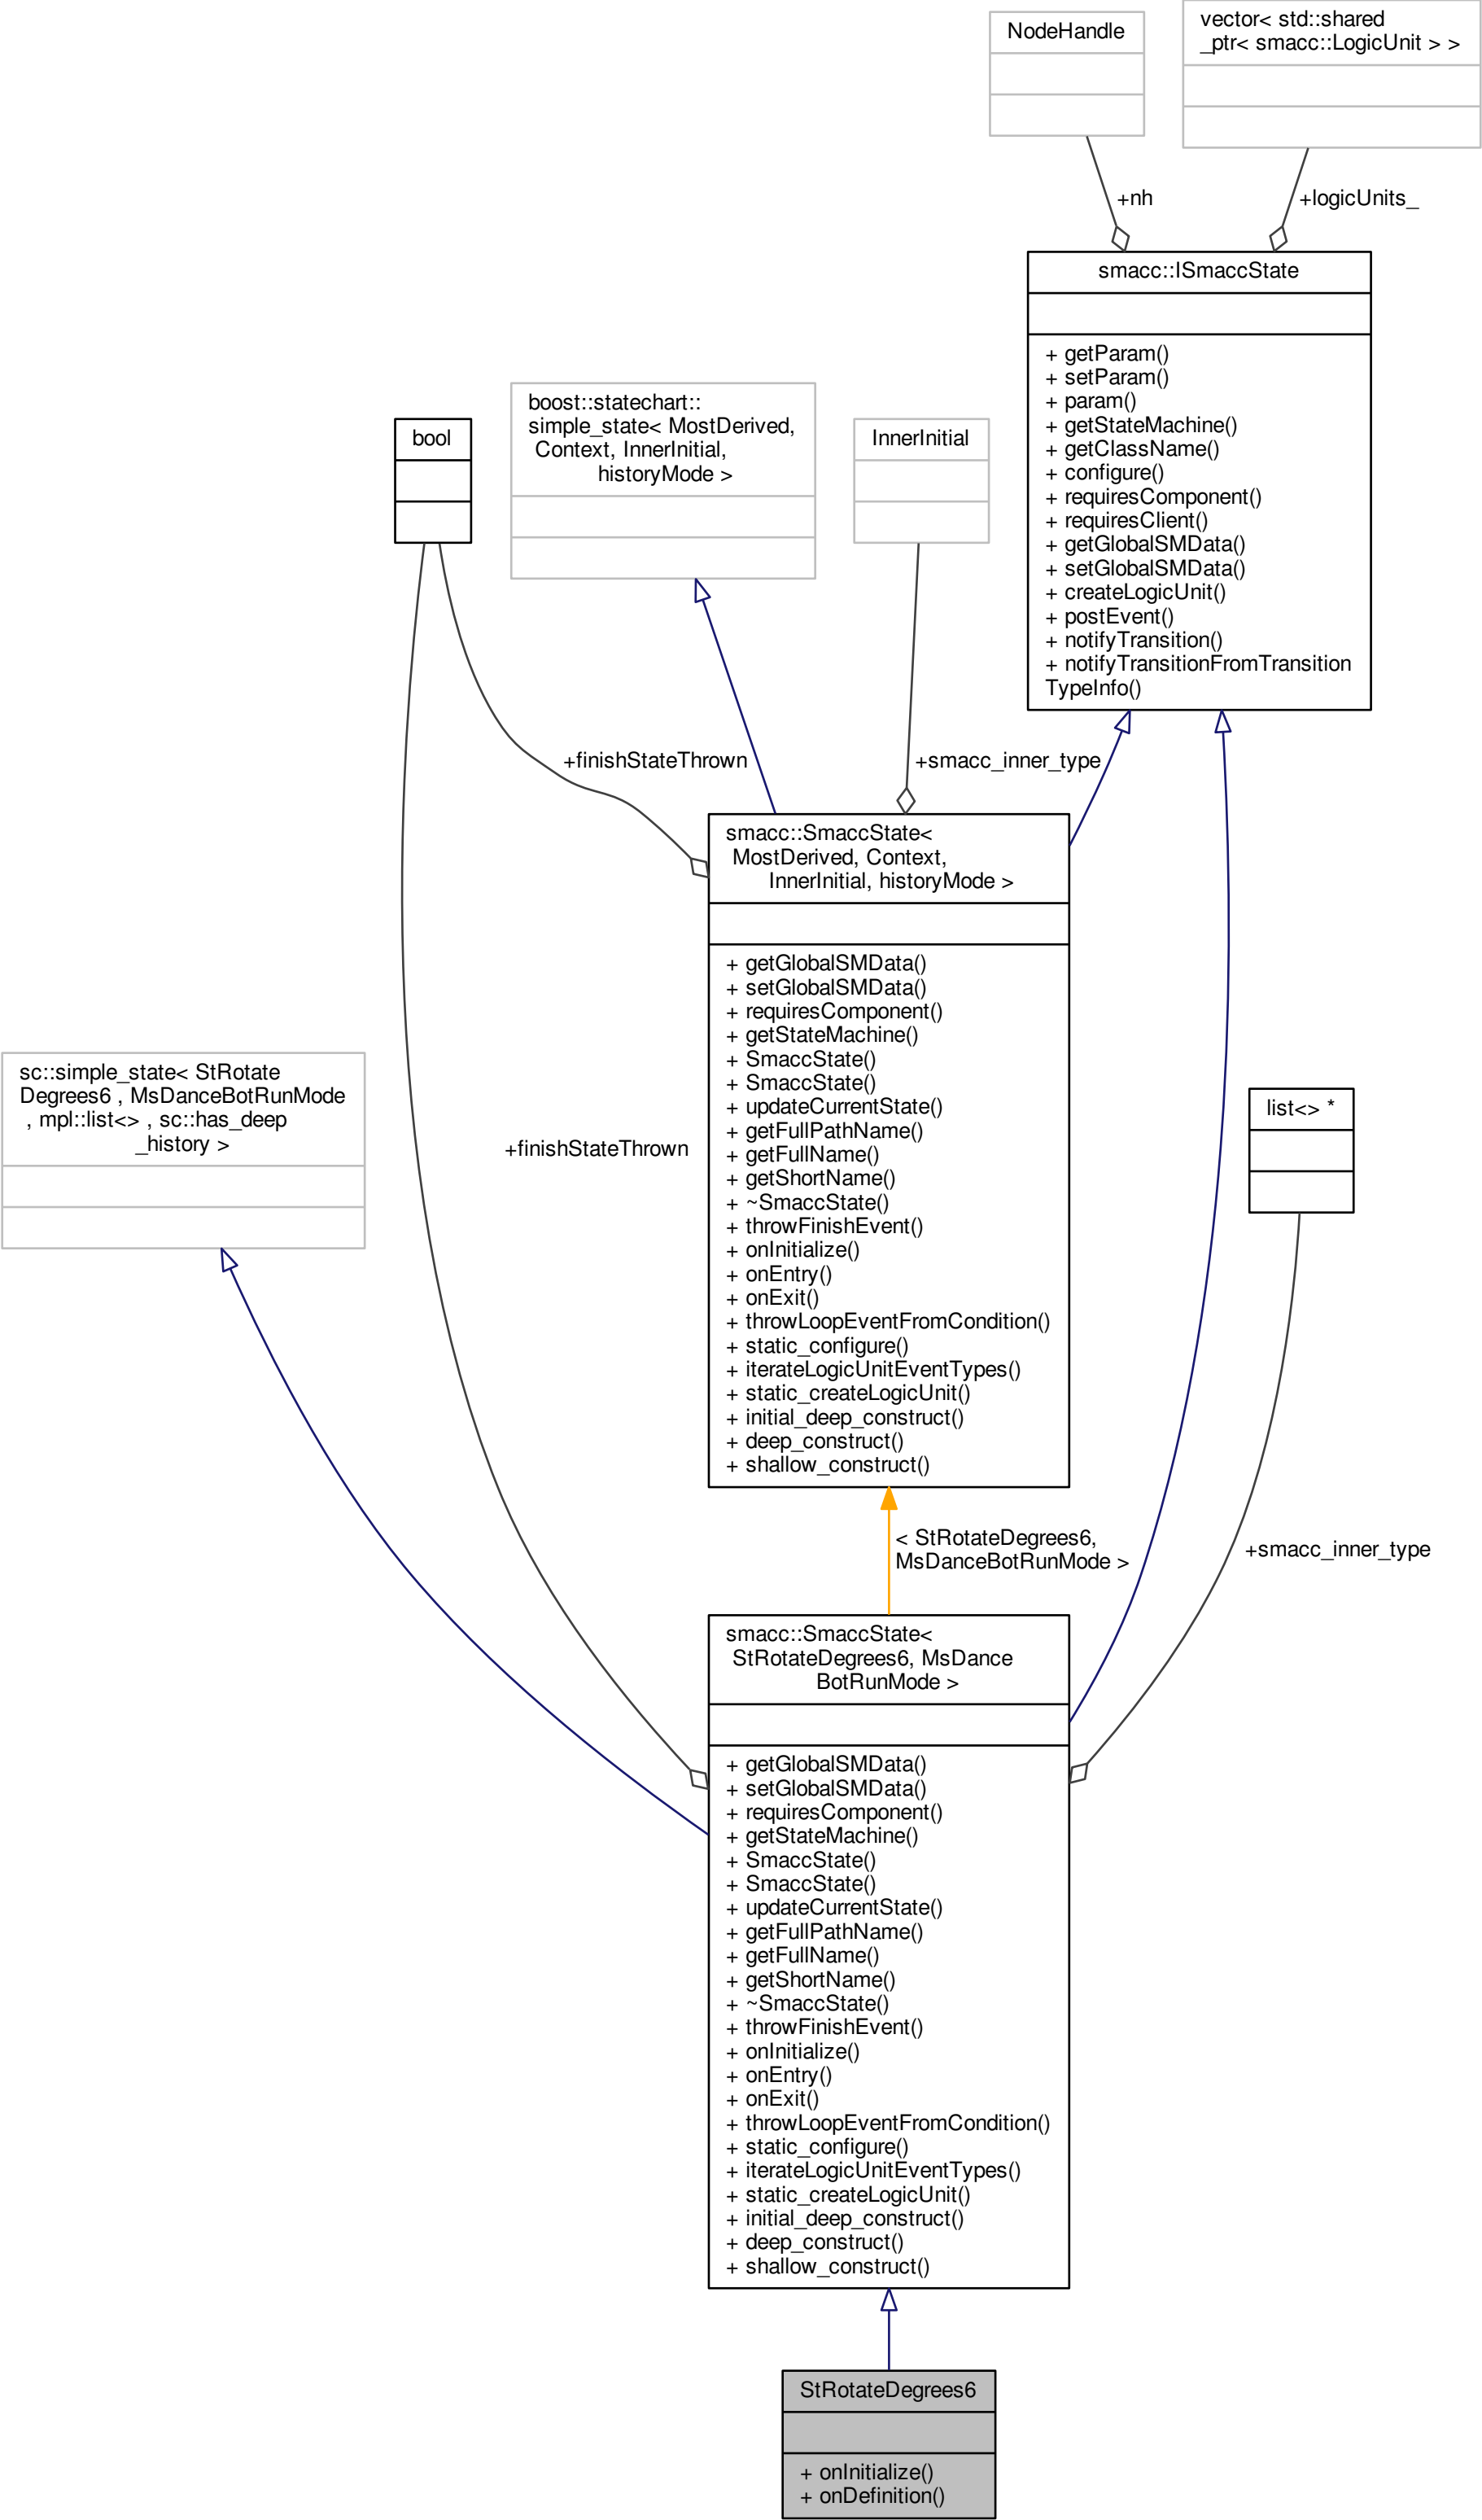 NodeHandle
vector< std::shared
_ptr< smacc::LogicUnit > >
+nh
+logicUnits_
smacc::ISmaccState
+ getParam()
+ setParam()
+ param()
+ getStateMachine()
+ getClassName()
+ configure()
+ requiresComponent()
+ requiresClient()
+ getGlobalSMData()
+ setGlobalSMData()
+ createLogicUnit()
+ postEvent()
+ notifyTransition()
+ notifyTransitionFromTransition
TypeInfo()
bool
boost::statechart::
simple_state< MostDerived,
Context, InnerInitial,
historyMode >
InnerInitial
+finishStateThrown
+smacc_inner_type
smacc::SmaccState<
MostDerived, Context,
InnerInitial, historyMode >
+ getGlobalSMData()
+ setGlobalSMData()
+ requiresComponent()
+ getStateMachine()
+ SmaccState()
+ SmaccState()
+ updateCurrentState()
+ getFullPathName()
+ getFullName()
+ getShortName()
+ ~SmaccState()
+ throwFinishEvent()
+ onInitialize()
+ onEntry()
+ onExit()
+ throwLoopEventFromCondition()
+ static_configure()
+ iterateLogicUnitEventTypes()
+ static_createLogicUnit()
+ initial_deep_construct()
+ deep_construct()
+ shallow_construct()
sc::simple_state< StRotate
Degrees6 , MsDanceBotRunMode
, mpl::list<> , sc::has_deep
_history >
+finishStateThrown
list<> *
< StRotateDegrees6,
MsDanceBotRunMode >
+smacc_inner_type
smacc::SmaccState<
StRotateDegrees6, MsDance
BotRunMode >
+ getGlobalSMData()
+ setGlobalSMData()
+ requiresComponent()
+ getStateMachine()
+ SmaccState()
+ SmaccState()
+ updateCurrentState()
+ getFullPathName()
+ getFullName()
+ getShortName()
+ ~SmaccState()
+ throwFinishEvent()
+ onInitialize()
+ onEntry()
+ onExit()
+ throwLoopEventFromCondition()
+ static_configure()
+ iterateLogicUnitEventTypes()
+ static_createLogicUnit()
+ initial_deep_construct()
+ deep_construct()
+ shallow_construct()
StRotateDegrees6
+ onInitialize()
+ onDefinition()